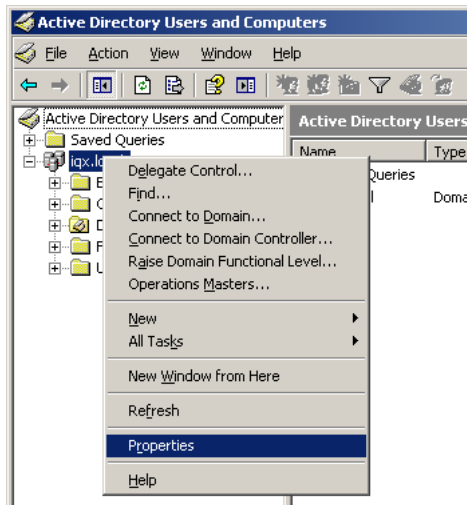 Active Directory Users and Computers
File Action View Window Help
Active Directory Users and Computer
Active Directory Users
Saved Queries
Name Type
iqx.lo
Queries
Doma
Delegate Control...
Find...
Connect to Domain...
Connect to Domain Controller...
Raise Domain Functional Level...
Operations Masters...
New
All Tasks
New Window from Here
Refresh
Properties
Help